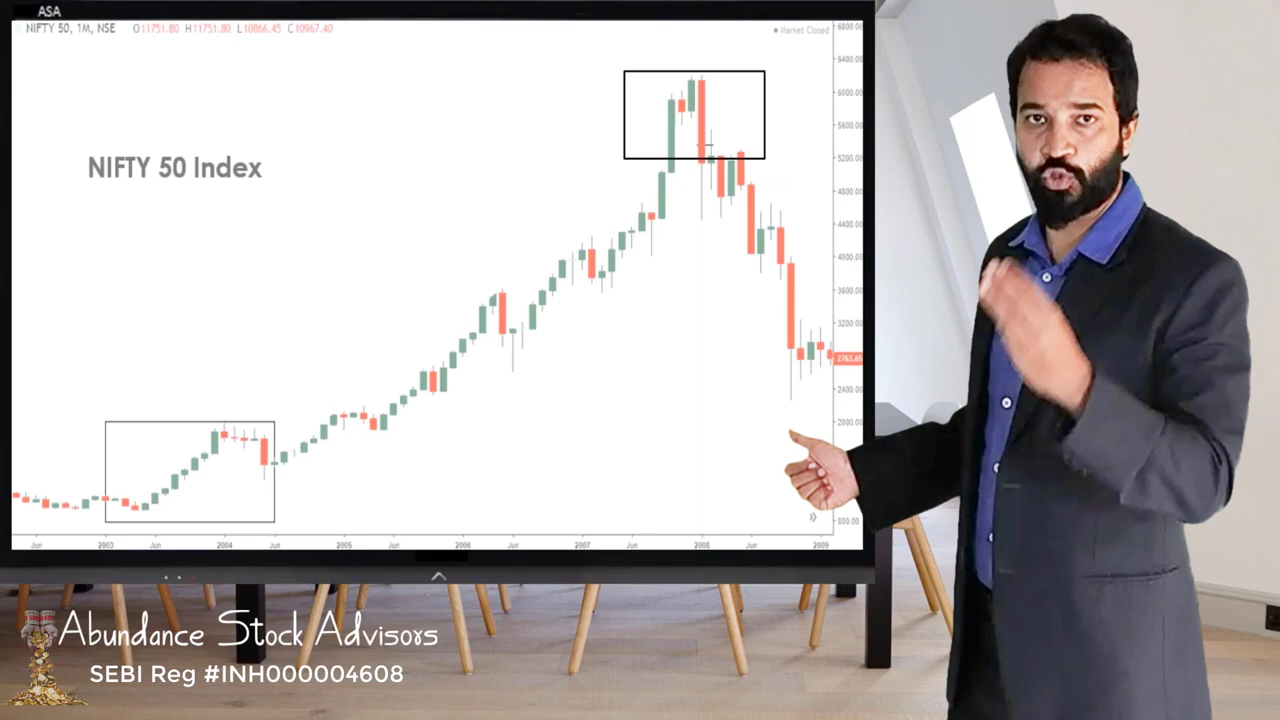 ASA
NIFTY 50, 1M, NSE O11751.80 H11751.80 L10866.45 C10967.40
Market Closed
6800.00
6400.00
6000.00
5600.00
5200.00
4800.00
4400.00
4000.00
3600.00
3200.00
2763.65
2400.00
2000.00
800.00
NIFTY 50 Index
Jun 2003 Jun 2004 Jun 2005 Jun 2006 Jun 2007 Jun 2008 Jun 2009
Abundance Stock Advisors
SEBI Reg #INH000004608